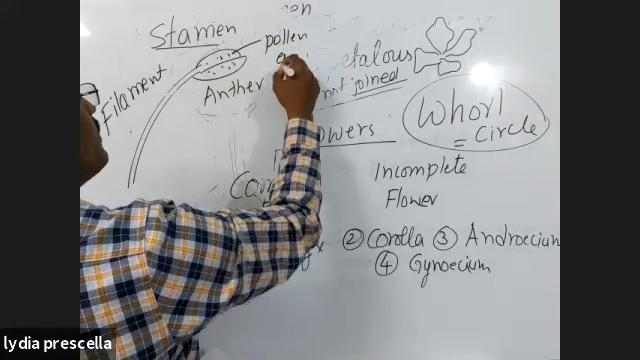 Stamen
pollen
etalous
not joined
Filament
Anther
Whorl
= circle
owers
Incomplete
Flower
② Corolla ③ Androecium
④ Gynoecium
lydia prescella